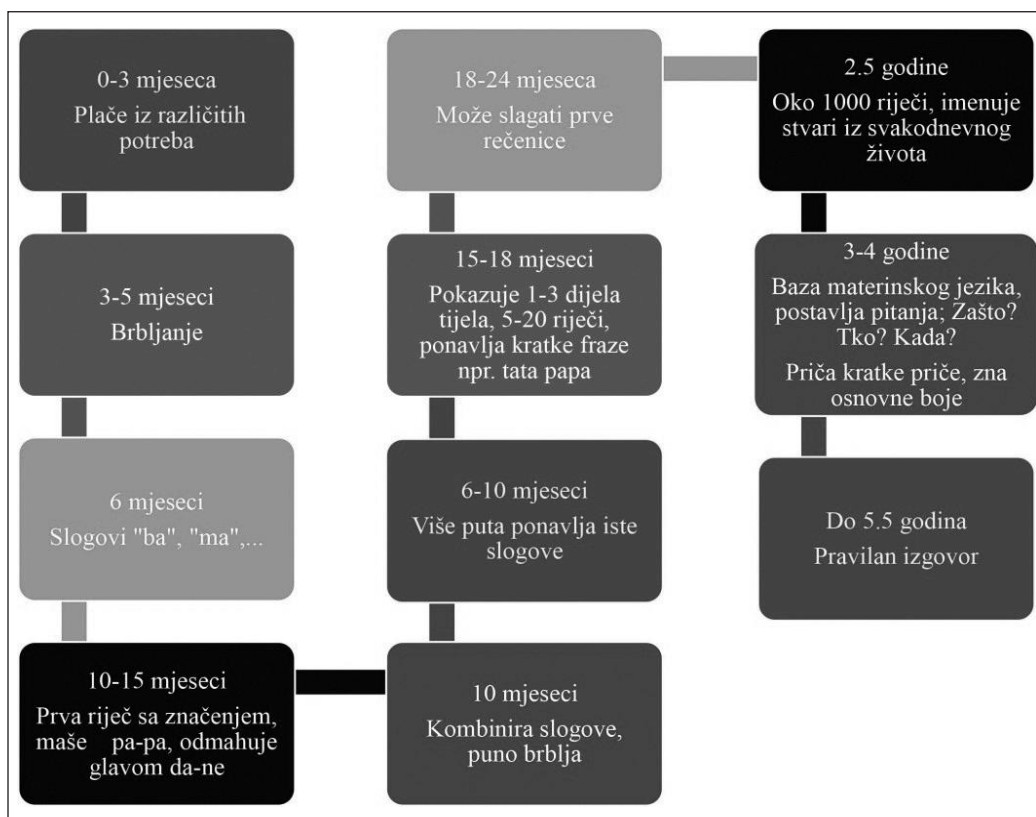 0-3 mjeseca
Plače iz različitih
potreba
3-5 mjeseci
Brbljanje
6 mjeseci
Slogovi "ba", "ma",...
10-15 mjeseci
Prva riječ sa značenjem,
maše pa-pa, odmahuje
glavom da-ne
10 mjeseci
Kombinira slogove,
puno brblja
6-10 mjeseci
Više puta ponavlja iste
slogove
15-18 mjeseci
Pokazuje 1-3 dijela
tijela, 5-20 riječi,
ponavlja kratke fraze
npr. tata papa
18-24 mjeseca
Može slagati prve
rečenice
2.5 godine
Oko 1000 riječi, imenuje
stvari iz svakodnevnog
života
3-4 godine
Baza materinskog jezika,
postavlja pitanja; Zašto?
Tko? Kada?
Priča kratke priče, zna
osnovne boje
Do 5.5 godina
Pravilan izgovor